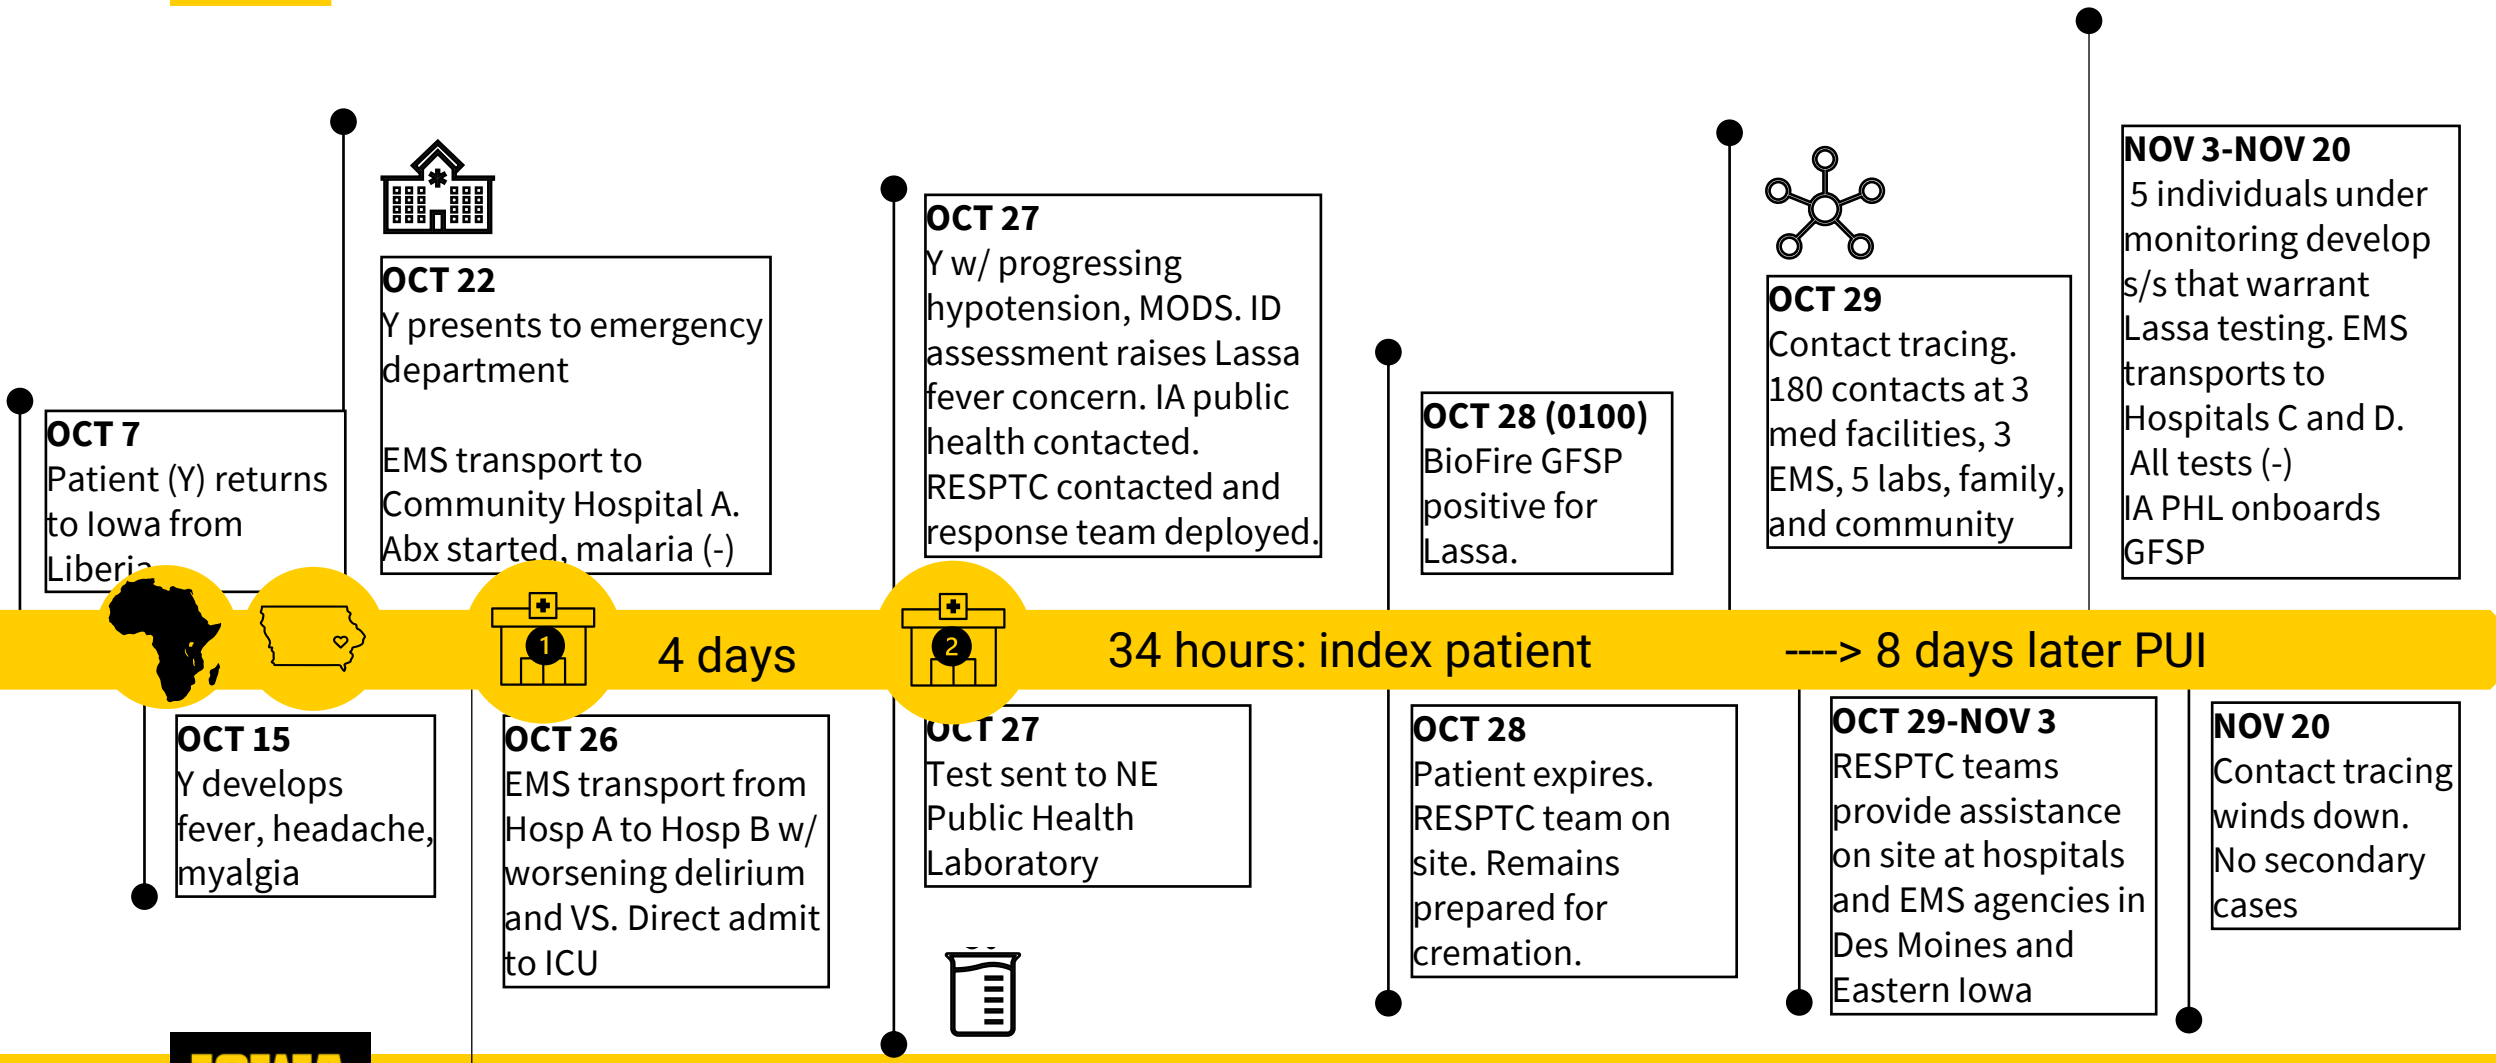 OCT 7
Patient (Y) returns
to Iowa from
Liberia
OCT 22
Y presents to emergency
department
EMS transport to
Community Hospital A.
Abx started, malaria (-)
OCT 27
Y w/ progressing
hypotension, MODS. ID
assessment raises Lassa
fever concern. IA public
health contacted.
RESPTC contacted and
response team deployed.
OCT 28 (0100)
BioFire GFSP
positive for
Lassa.
OCT 29
Contact tracing.
180 contacts at 3
med facilities, 3
EMS, 5 labs, family,
and community
NOV 3-NOV 20
5 individuals under
monitoring develop
s/s that warrant
Lassa testing. EMS
transports to
Hospitals C and D.
All tests (-)
IA PHL onboards
GFSP
1
4 days
2
34 hours: index patient
----> 8 days later PUI
OCT 15
Y develops
fever, headache,
myalgia
OCT 26
EMS transport from
Hosp A to Hosp B w/
worsening delirium
and VS. Direct admit
to ICU
OCT 27
Test sent to NE
Public Health
Laboratory
OCT 28
Patient expires.
RESPTC team on
site. Remains
prepared for
cremation.
OCT 29-NOV 3
RESPTC teams
provide assistance
on site at hospitals
and EMS agencies in
Des Moines and
Eastern Iowa
NOV 20
Contact tracing
winds down.
No secondary
cases
IOWA